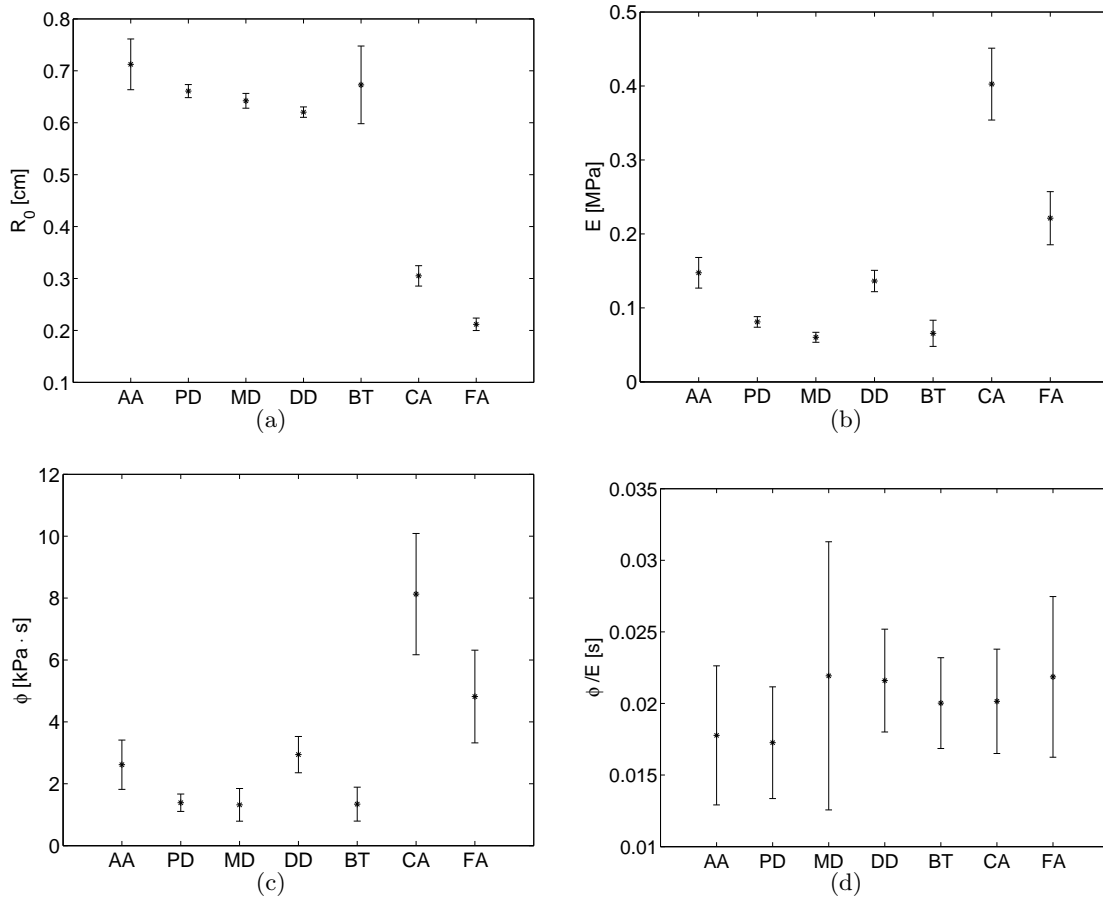 0.8
0.7
0.6
0.5
0.4
0.3
0.2
0.1
R_0 [cm]
AA PD MD DD BT CA FA
(a)
0.5
0.4
0.3
0.2
0.1
0
E [MPa]
AA PD MD DD BT CA FA
(b)
12
10
8
6
4
2
0
ϕ [kPa · s]
AA PD MD DD BT CA FA
(c)
0.035
0.03
0.025
0.02
0.015
0.01
ϕ /E [s]
AA PD MD DD BT CA FA
(d)